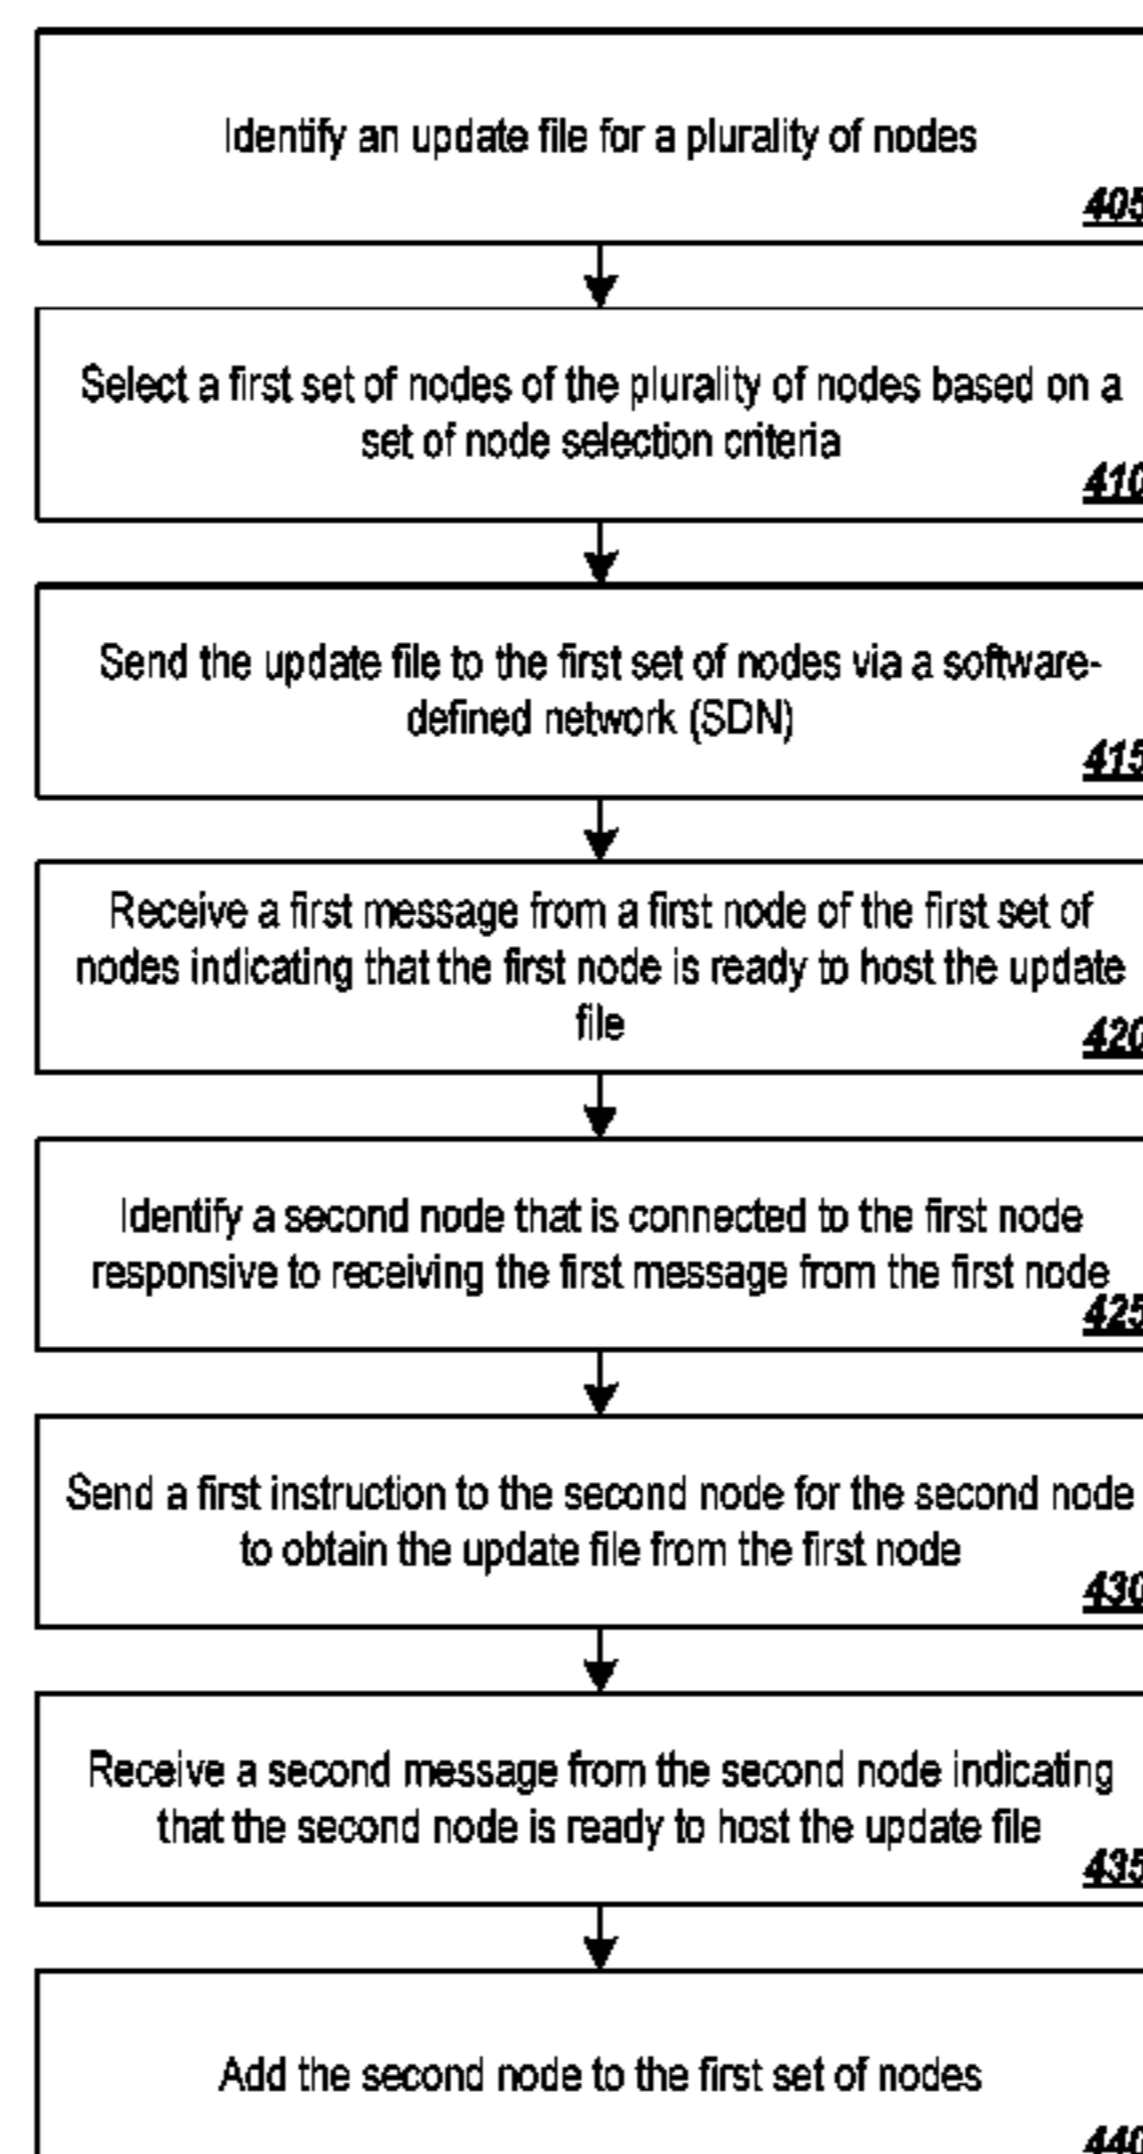 Identify an update file for a plurality of nodes
405
Select a first set of nodes of the plurality of nodes based on a
set of node selection criteria
410
Send the update file to the first set of nodes via a software-
defined network (SDN)
415
Receive a first message from a first node of the first set of
nodes indicating that the first node is ready to host the update
file
420
Identify a second node that is connected to the first node
responsive to receiving the first message from the first node
425
Send a first instruction to the second node for the second node
to obtain the update file from the first node
430
Receive a second message from the second node indicating
that the second node is ready to host the update file
435
Add the second node to the first set of nodes
440